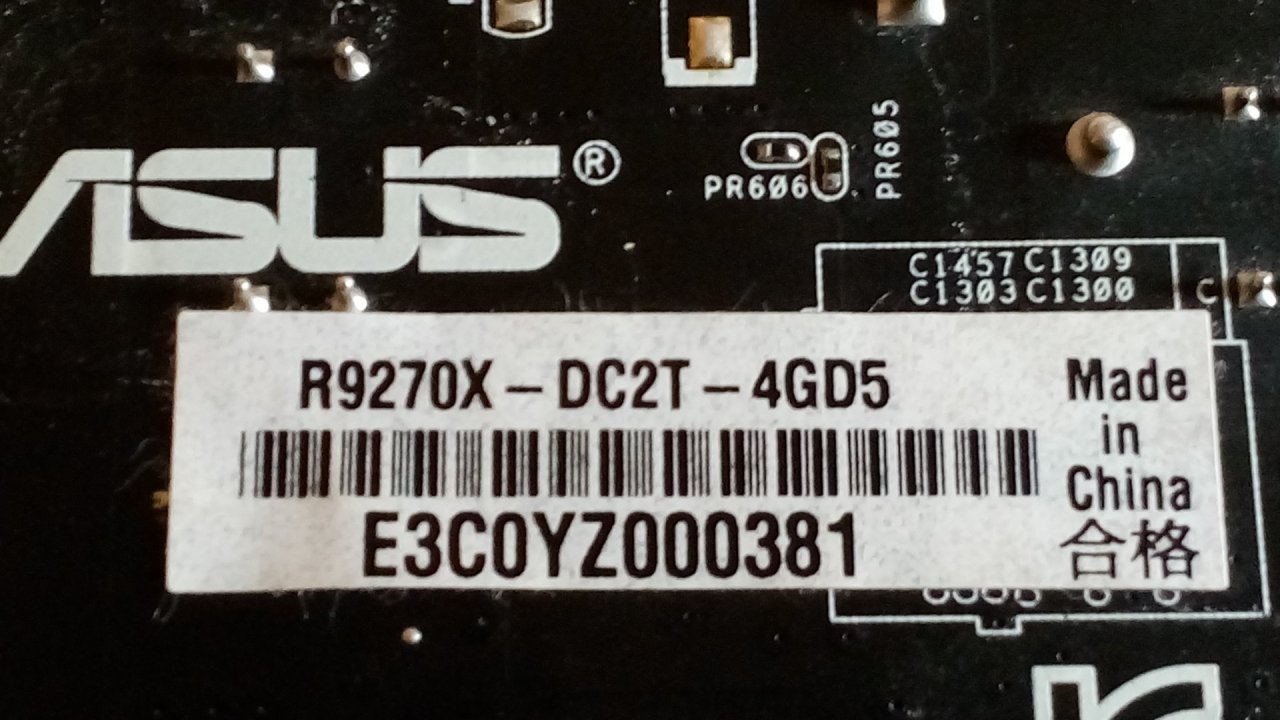 ASUS®
PR606
PR605
C1457 C1309
C1303 C1300
C
R9270X–DC2T–4GD5
E3C0YZ000381
Made
in
China
合格